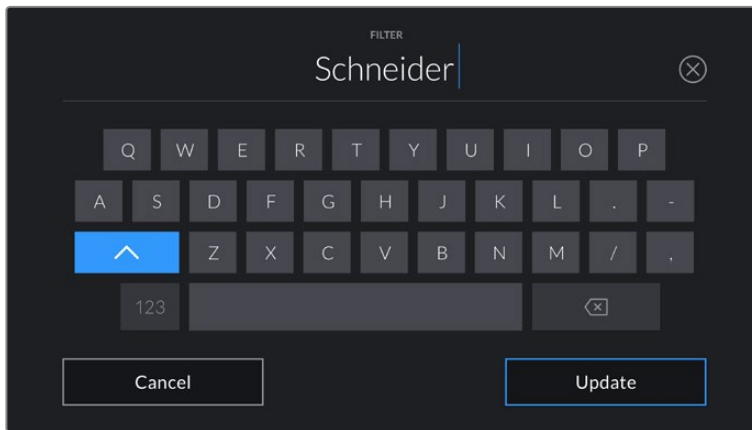 FILTER
Schneider
Q W E R T Y U I O P
A S D F G H J K L . -
Z X C V B N M / ,
123
Cancel Update